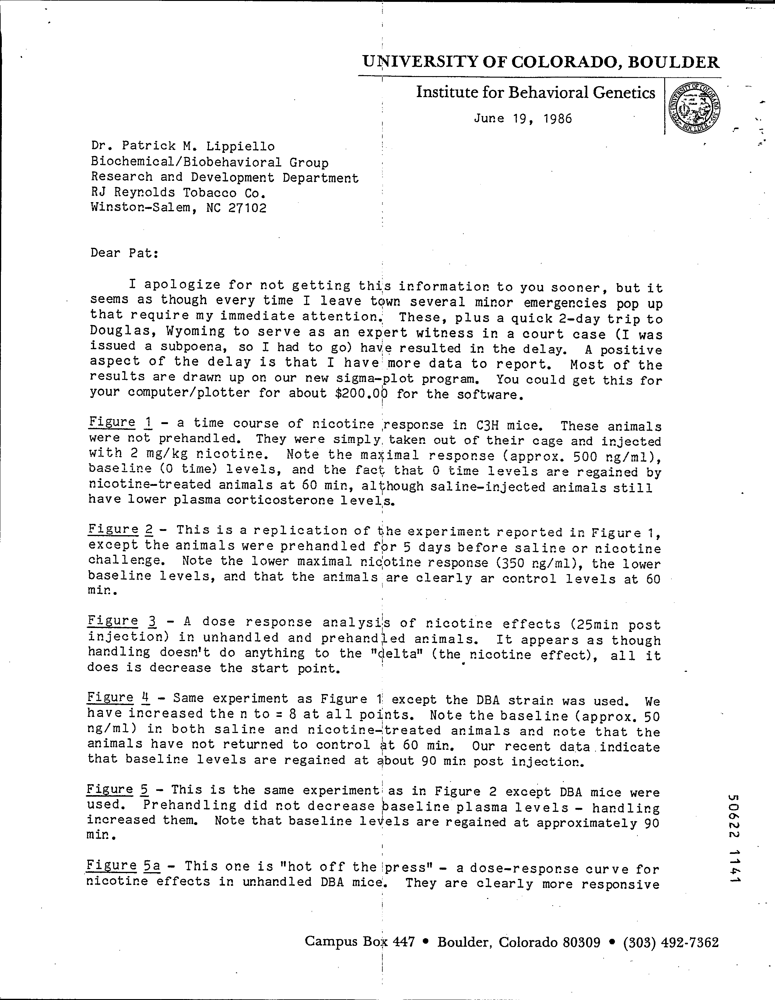 UNIVERSITY OF COLORADO, BOULDER
Institute for Behavioral Genetics
June 19, 1986
Dr. Patrick M. Lippiello
Biochemical/Biobehavioral Group
Research and Development Department
RJ Reynolds Tobacco Co.
Winston-Salem, NC 27102
Dear Pat:
I apologize for not getting this information to you sooner, but it
seems as though every time I leave town several minor emergencies pop up
that require my immediate attention. These, plus a quick 2-day trip to
Douglas, Wyoming to serve as an expert witness in a court case (I was
issued a subpoena, so I had to go) have resulted in the delay. A positive
aspect of the delay is that I have more data to report. Most of the
results are drawn up on our new sigma-plot program. You could get this for
your computer/plotter for about $200.00 for the software.
Figure 1 - a time course of nicotine response in C3H mice. These animals
were not prehandled. They were simply taken out of their cage and injected
with 2 mg/kg nicotine. Note the maximal response (approx. 500 ng/ml),
baseline (0 time) levels, and the fact that 0 time levels are regained by
nicotine-treated animals at 60 min, although saline-injected animals still
have lower plasma corticosterone levels.
Figure 2 - This is a replication of the experiment reported in Figure 1,
except the animals were prehandled for 5 days before saline or nicotine
challenge. Note the lower maximal nicotine response (350 ng/ml), the lower
baseline levels, and that the animals are clearly ar control levels at 60
min.
Figure 3 - A dose response analysis of nicotine effects (25min post
injection) in unhandled and prehandled animals. It appears as though
handling doesn't do anything to the "delta" (the nicotine effect), all it
does is decrease the start point.
Figure 4 - Same experiment as Figure 1 except the DBA strain was used. We
have increased the n to = 8 at all points. Note the baseline (approx. 50
ng/ml) in both saline and nicotine-treated animals and note that the
animals have not returned to control at 60 min. Our recent data indicate
that baseline levels are regained at about 90 min post injection.
Figure 5 - This is the same experiment as in Figure 2 except DBA mice were
used. Prehandling did not decrease baseline plasma levels - handling
increased them. Note that baseline levels are regained at approximately 90
min.
Figure 5a - This one is "hot off the press" - a dose-response curve for
nicotine effects in unhandled DBA mice. They are clearly more responsive
50622 1141
Campus Box 447 • Boulder, Colorado 80309 • (303) 492-7362